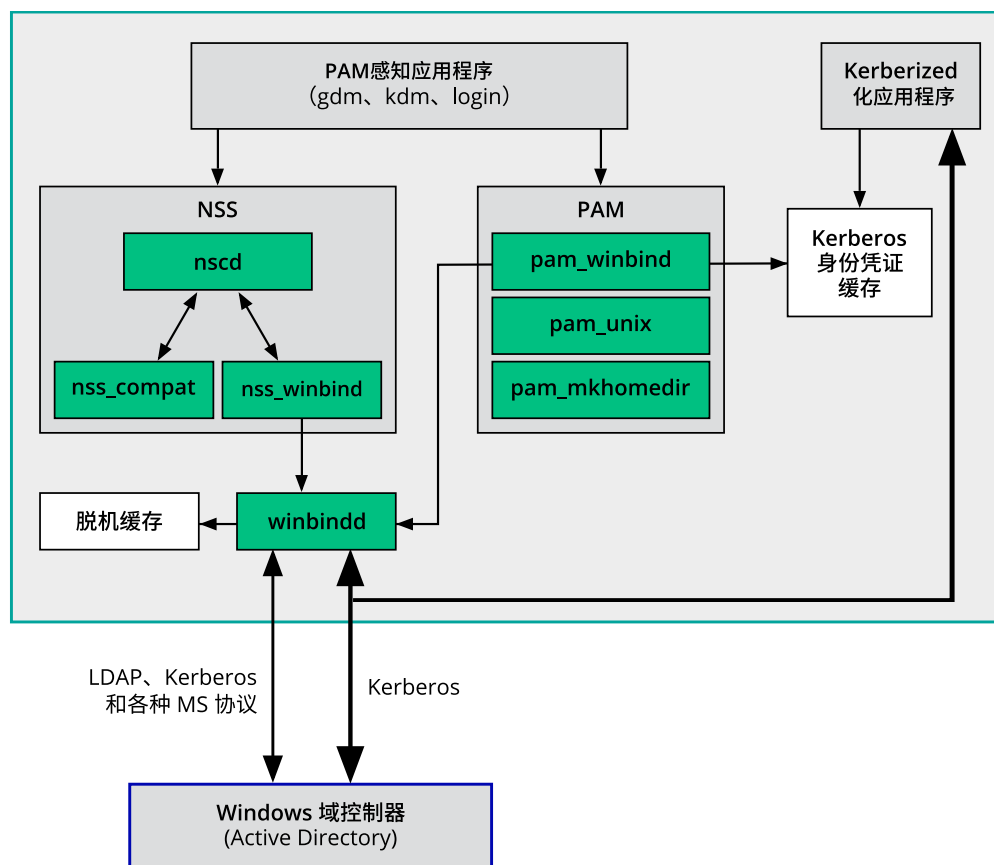 PAM感知应用程序
（gdm、kdm、login）
Kerberized
化应用程序
NSS
nscd
nss_compat
nss_winbind
PAM
pam_winbind
pam_unix
pam_mkhomedir
Kerberos
身份凭证
缓存
脱机缓存
winbindd
LDAP、Kerberos
和各种 MS 协议
Kerberos
Windows 域控制器
(Active Directory)